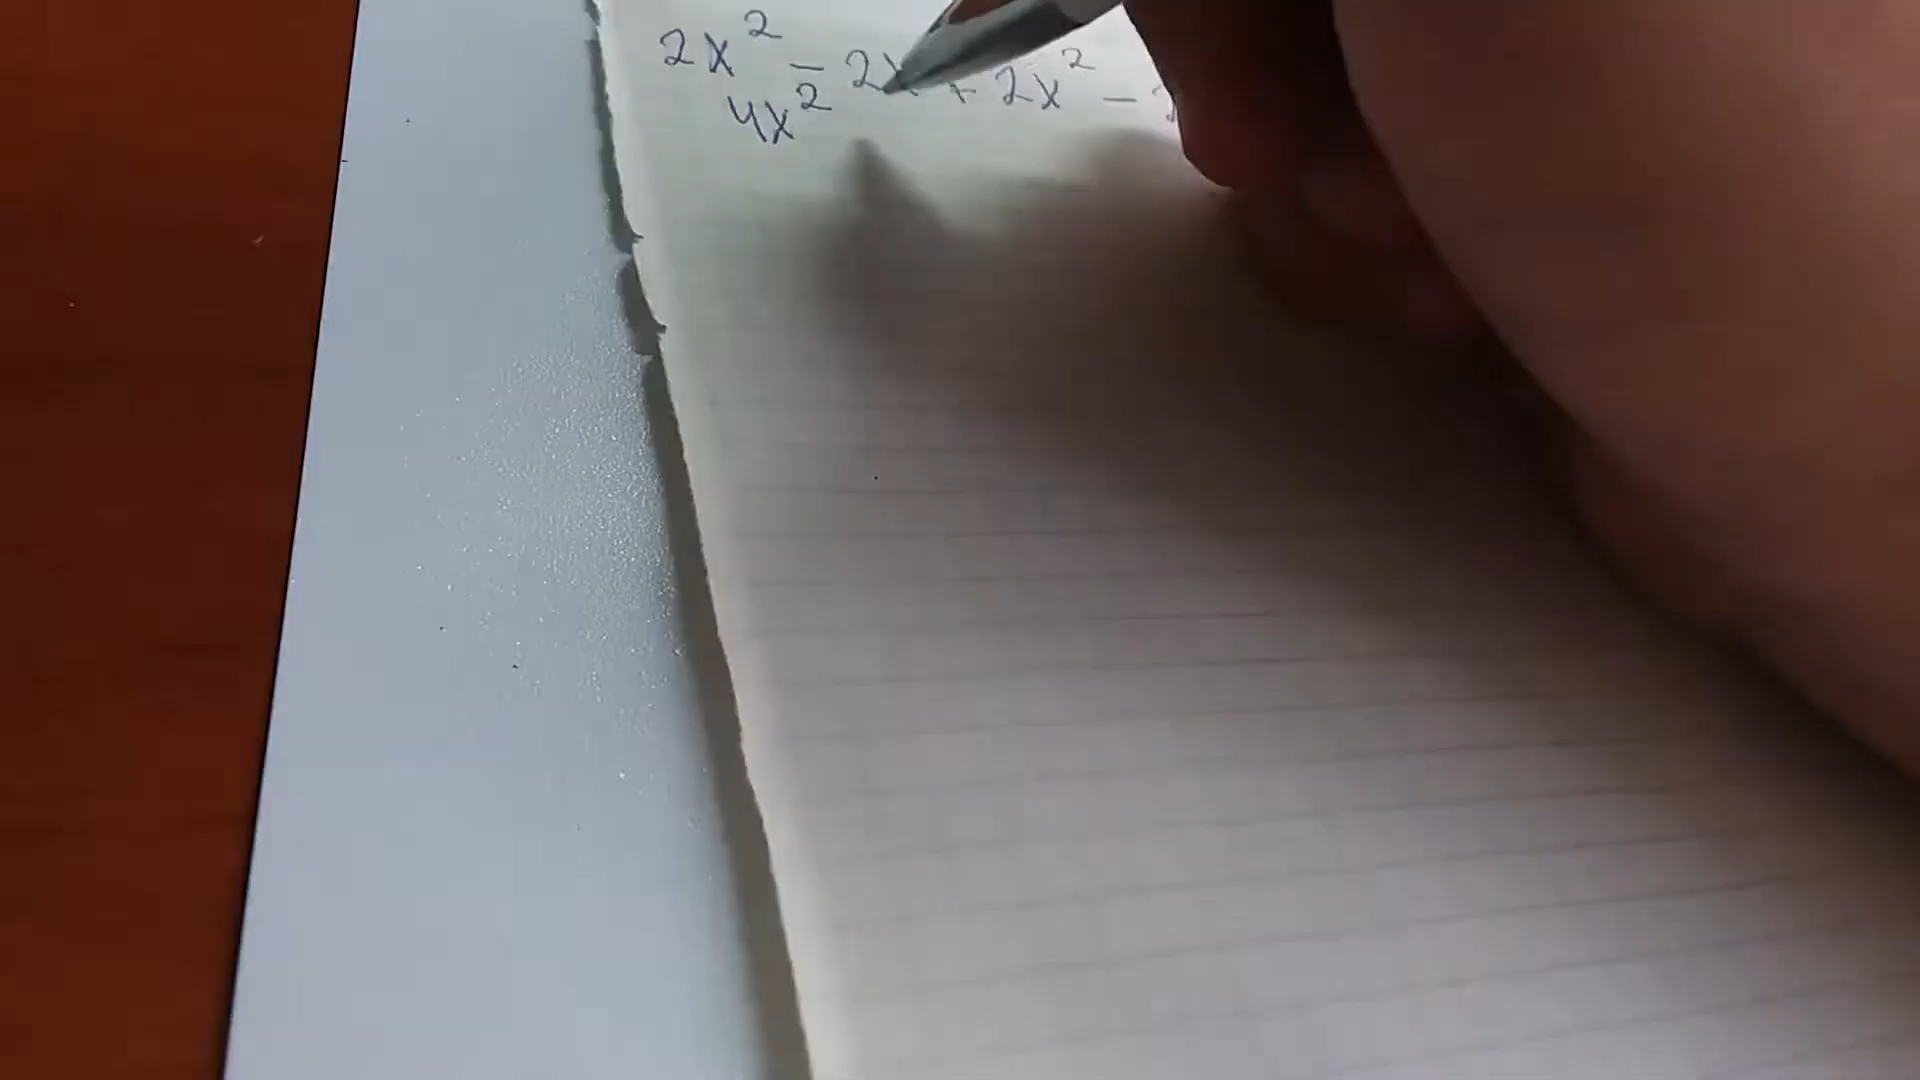 2x² - 2x + 2x² -
4x²